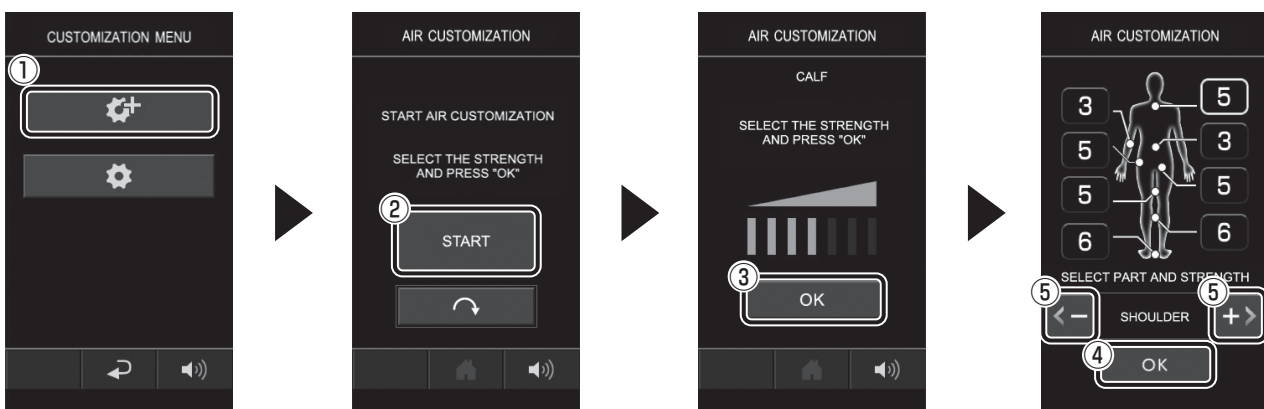 CUSTOMIZATION MENU
①
AIR CUSTOMIZATION
START AIR CUSTOMIZATION
SELECT THE STRENGTH
AND PRESS "OK"
②
START
AIR CUSTOMIZATION
CALF
SELECT THE STRENGTH
AND PRESS "OK"
③
OK
AIR CUSTOMIZATION
3 5
5 3
5 5
6 6
SELECT PART AND STRENGTH
⑤ ⑤
< − SHOULDER + >
④
OK